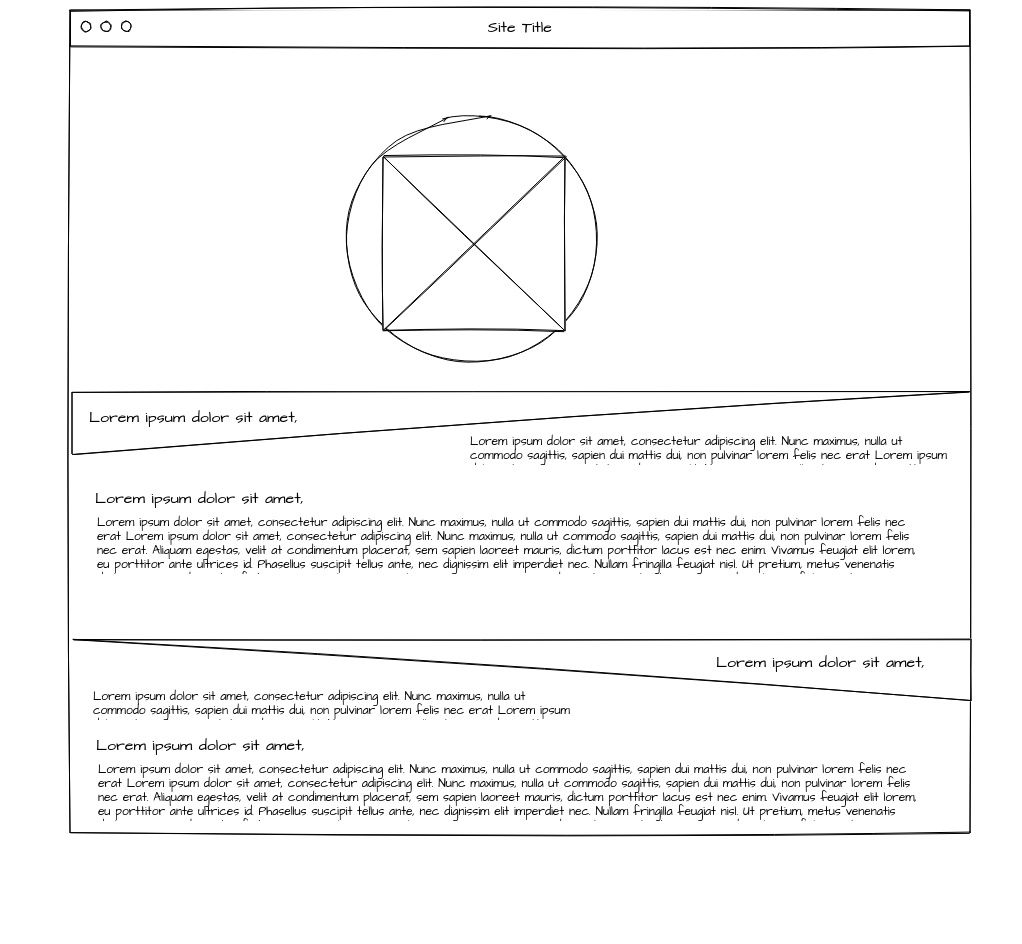 Site Title
Lorem ipsum dolor sit amet,
Lorem ipsum dolor sit amet, consectetur adipiscing elit. Nunc maximus, nulla ut
commodo sagittis, sapien dui mattis dui, non pulvinar lorem felis nec erat Lorem ipsum
Lorem ipsum dolor sit amet,
Lorem ipsum dolor sit amet, consectetur adipiscing elit. Nunc maximus, nulla ut commodo sagittis, sapien dui mattis dui, non pulvinar lorem felis nec
erat Lorem ipsum dolor sit amet, consectetur adipiscing elit. Nunc maximus, nulla ut commodo sagittis, sapien dui mattis dui, non pulvinar lorem felis
nec erat. Aliquam egestas, velit at condimentum placerat, sem sapien laoreet mauris, dictum porttitor lacus est nec enim. Vivamus feugiat elit lorem,
eu porttitor ante ultrices id. Phasellus suscipit tellus ante, nec dignissim elit imperdiet nec. Nullam fringilla feugiat nisl. Ut pretium, metus venenatis
Lorem ipsum dolor sit amet,
Lorem ipsum dolor sit amet, consectetur adipiscing elit. Nunc maximus, nulla ut
commodo sagittis, sapien dui mattis dui, non pulvinar lorem felis nec erat Lorem ipsum
Lorem ipsum dolor sit amet,
Lorem ipsum dolor sit amet, consectetur adipiscing elit. Nunc maximus, nulla ut commodo sagittis, sapien dui mattis dui, non pulvinar lorem felis nec
erat Lorem ipsum dolor sit amet, consectetur adipiscing elit. Nunc maximus, nulla ut commodo sagittis, sapien dui mattis dui, non pulvinar lorem felis
nec erat. Aliquam egestas, velit at condimentum placerat, sem sapien laoreet mauris, dictum porttitor lacus est nec enim. Vivamus feugiat elit lorem,
eu porttitor ante ultrices id. Phasellus suscipit tellus ante, nec dignissim elit imperdiet nec. Nullam fringilla feugiat nisl. Ut pretium, metus venenatis